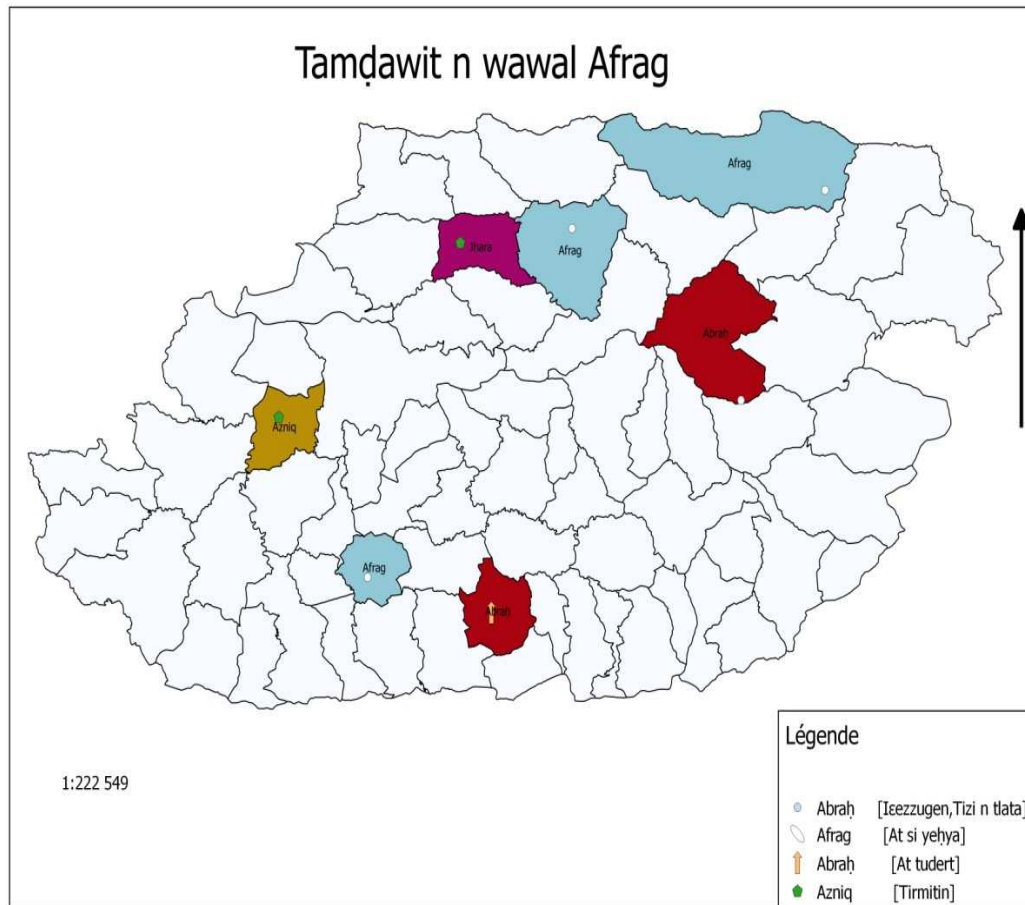 Tamḍawit n wawal Afrag
Afrag
Jhara
Afrag
Abraḥ
Azniq
Afrag
Abraḥ
1:222 549
Légende
Abraḥ [Iɛezzugen,Tizi n tlata]
Afrag [At si yeḥya]
Abraḥ [At tudert]
Azniq [Tirmitin]